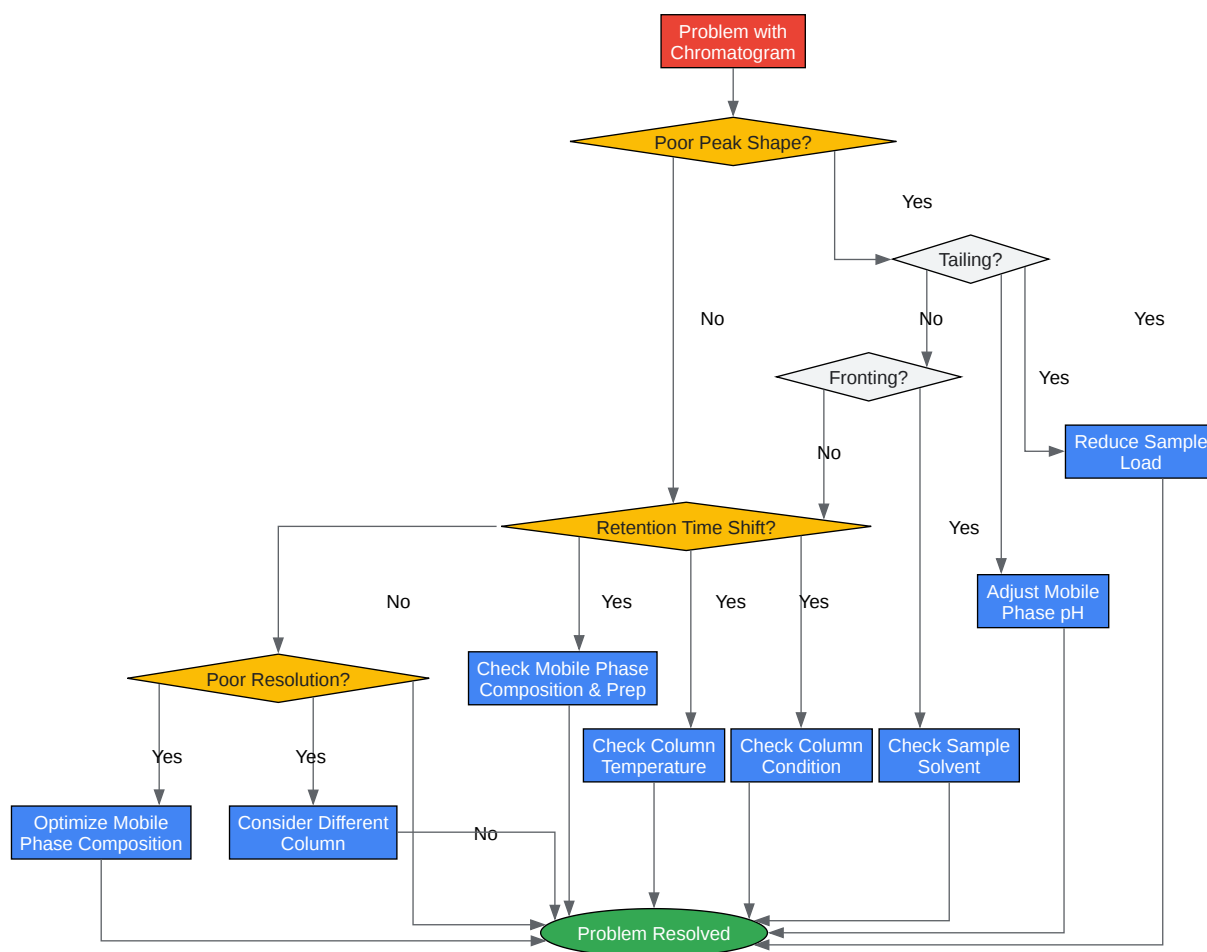 Problem with
Chromatogram
Poor Peak Shape?
Yes
Tailing?
No
No
Yes
Fronting?
Yes
No
Reduce Sample
Load
Retention Time Shift?
Yes
Adjust Mobile
Phase pH
No
Yes
Yes
Yes
Poor Resolution?
Check Mobile Phase
Composition & Prep
Yes
Yes
Check Column
Temperature
Check Column
Condition
Check Sample
Solvent
Optimize Mobile
Phase Composition
Consider Different
Column
No
Problem Resolved